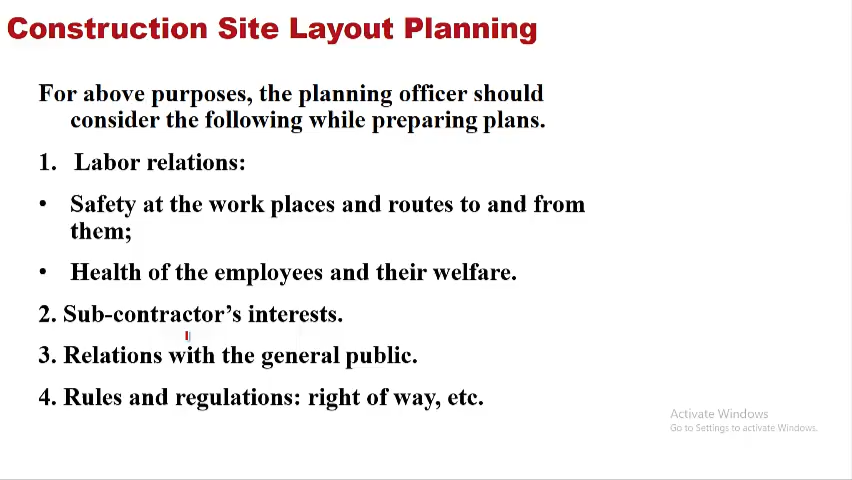 Construction Site Layout Planning
For above purposes, the planning officer should
consider the following while preparing plans.
1. Labor relations:
• Safety at the work places and routes to and from
them;
• Health of the employees and their welfare.
2. Sub-contractor’s interests.
3. Relations with the general public.
4. Rules and regulations: right of way, etc.
Activate Windows
Go to Settings to activate Windows.